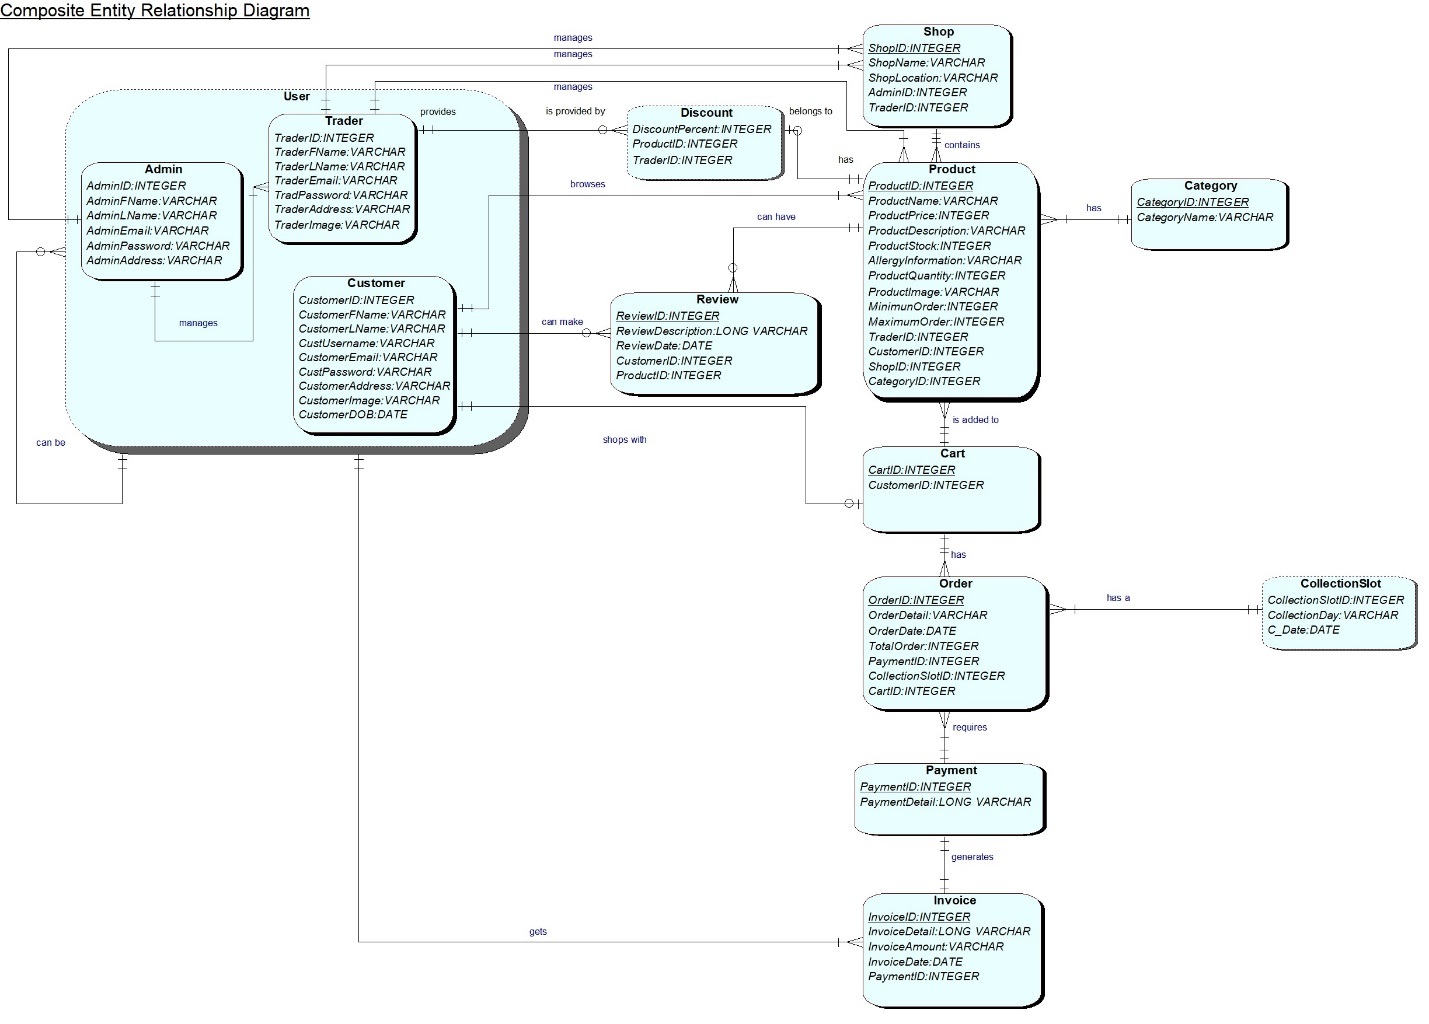 Composite Entity Relationship Diagram
manages
manages
manages
Shop
ShopID:INTEGER
ShopName:VARCHAR
ShopLocation:VARCHAR
AdminID:INTEGER
TraderID:INTEGER
User
Trader
TraderID:INTEGER
TraderFName:VARCHAR
TraderLName:VARCHAR
TraderEmail:VARCHAR
TradPassword:VARCHAR
TraderAddress:VARCHAR
TraderImage:VARCHAR
provides
is provided by
Discount
DiscountPercent:INTEGER
ProductID:INTEGER
TraderID:INTEGER
belongs to
has
contains
Admin
AdminID:INTEGER
AdminFName:VARCHAR
AdminLName:VARCHAR
AdminEmail:VARCHAR
AdminPassword:VARCHAR
AdminAddress:VARCHAR
manages
browses
Product
ProductID:INTEGER
ProductName:VARCHAR
ProductPrice:INTEGER
ProductDescription:VARCHAR
ProductStock:INTEGER
AllergyInformation:VARCHAR
ProductQuantity:INTEGER
ProductImage:VARCHAR
MinimunOrder:INTEGER
MaximumOrder:INTEGER
TraderID:INTEGER
CustomerID:INTEGER
ShopID:INTEGER
CategoryID:INTEGER
has
Category
CategoryID:INTEGER
CategoryName:VARCHAR
can have
Customer
CustomerID:INTEGER
CustomerFName:VARCHAR
CustomerLName:VARCHAR
CustUsername:VARCHAR
CustomerEmail:VARCHAR
CustPassword:VARCHAR
CustomerAddress:VARCHAR
CustomerImage:VARCHAR
CustomerDOB:DATE
can make
Review
ReviewID:INTEGER
ReviewDescription:LONG VARCHAR
ReviewDate:DATE
CustomerID:INTEGER
ProductID:INTEGER
can be
shops with
is added to
Cart
CartID:INTEGER
CustomerID:INTEGER
has
Order
OrderID:INTEGER
OrderDetail:VARCHAR
OrderDate:DATE
TotalOrder:INTEGER
PaymentID:INTEGER
CollectionSlotID:INTEGER
CartID:INTEGER
has a
CollectionSlot
CollectionSlotID:INTEGER
CollectionDay:VARCHAR
C_Date:DATE
requires
Payment
PaymentID:INTEGER
PaymentDetail:LONG VARCHAR
generates
gets
Invoice
InvoiceID:INTEGER
InvoiceDetail:LONG VARCHAR
InvoiceAmount:VARCHAR
InvoiceDate:DATE
PaymentID:INTEGER